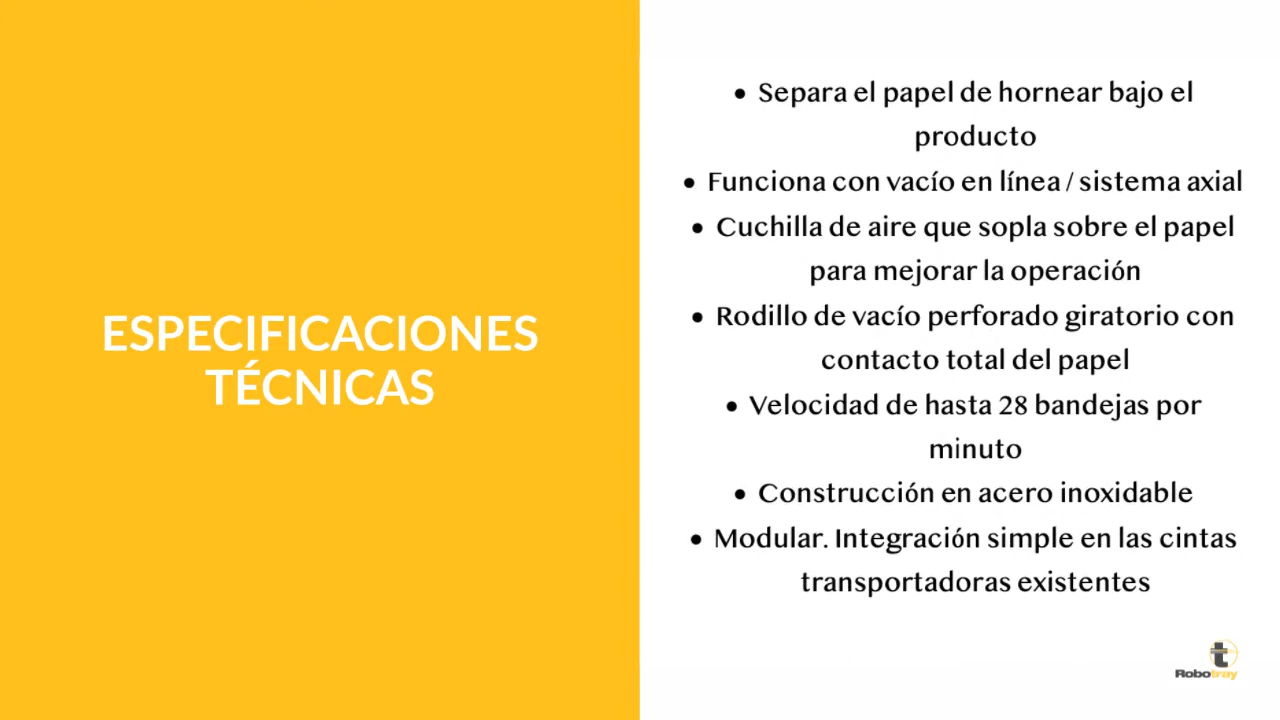 ESPECIFICACIONES
TÉCNICAS
• Separa el papel de hornear bajo el
producto
• Funciona con vacío en línea / sistema axial
• Cuchilla de aire que sopla sobre el papel
para mejorar la operación
• Rodillo de vacío perforado giratorio con
contacto total del papel
• Velocidad de hasta 28 bandejas por
minuto
• Construcción en acero inoxidable
• Modular. Integración simple en las cintas
transportadoras existentes
t
Robotray